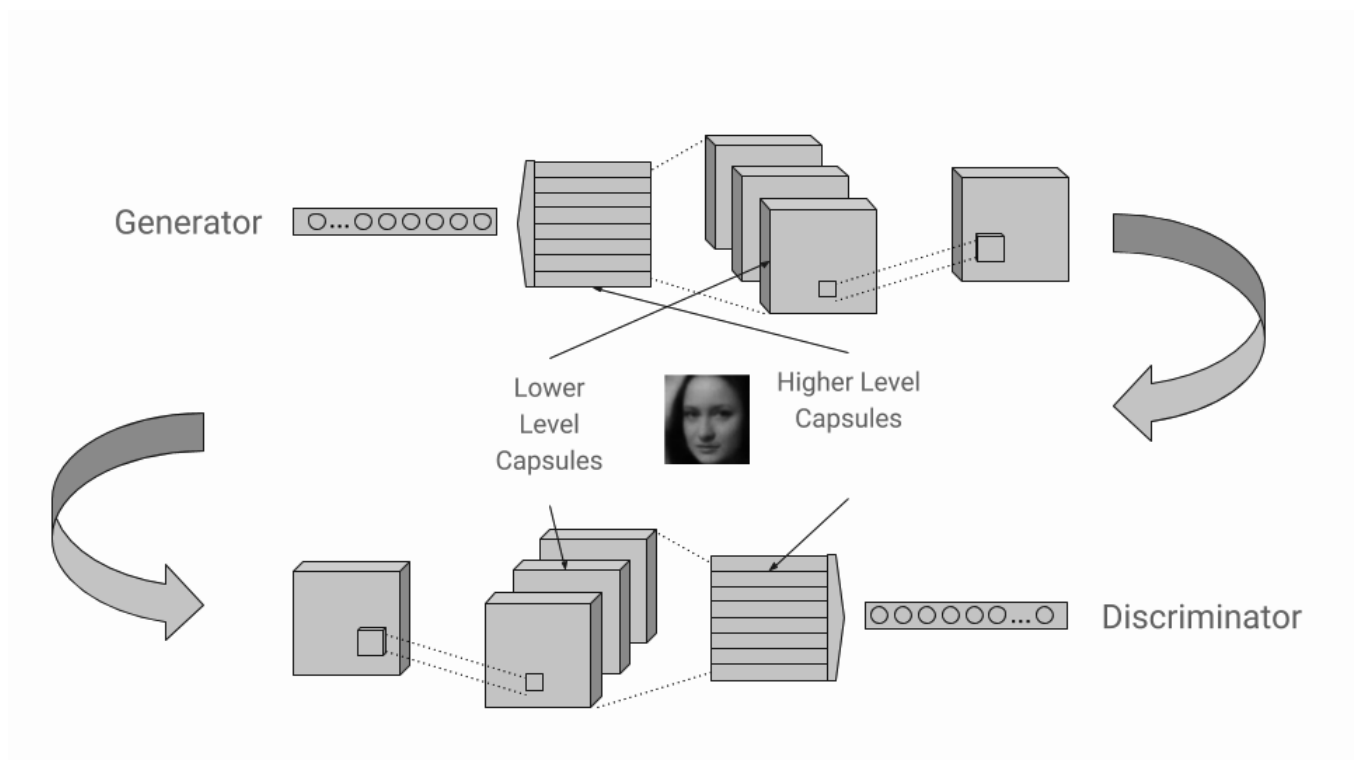 Generator
Lower
Level
Capsules
Higher Level
Capsules
Discriminator